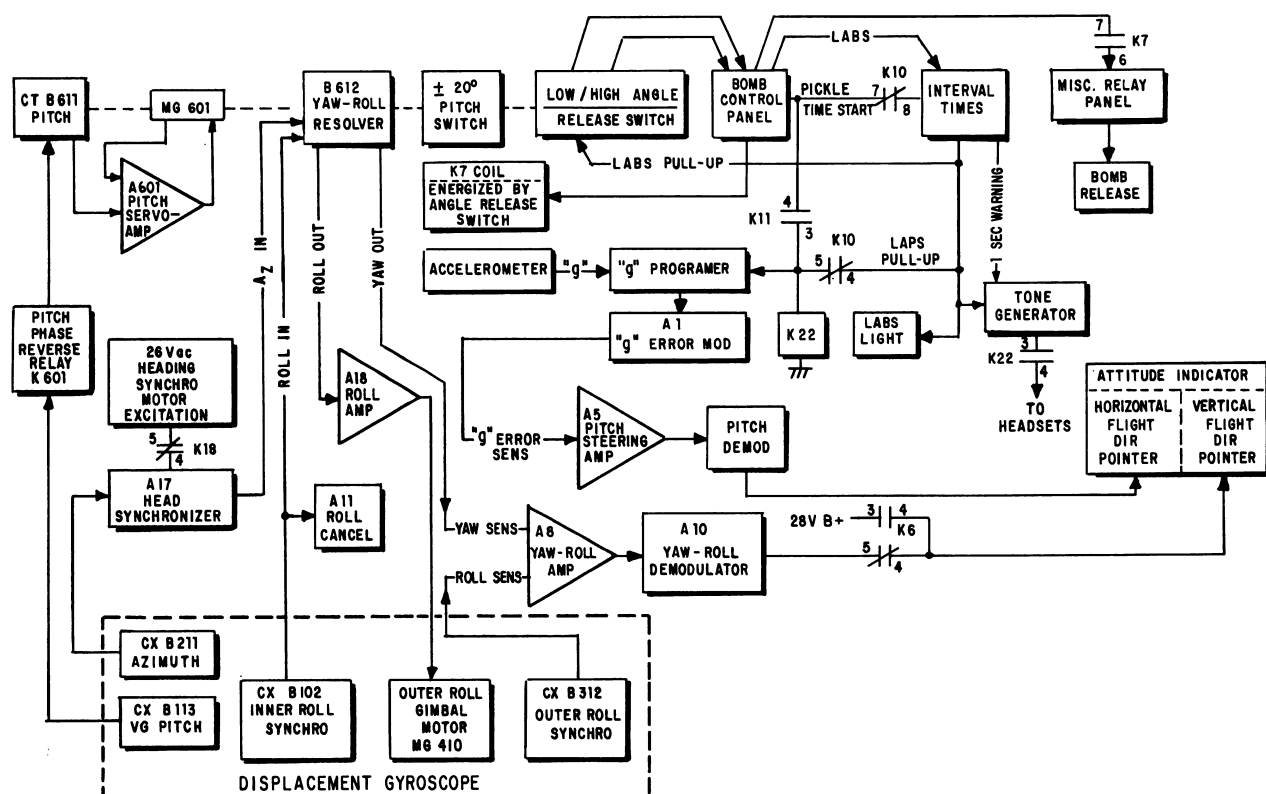 CT B611
PITCH
MG 601
B 612
YAW-ROLL
RESOLVER
± 20°
PITCH
SWITCH
LOW / HIGH ANGLE
RELEASE SWITCH
BOMB
CONTROL
PANEL
LABS
PICKLE
TIME START
K10
7
8
INTERVAL
TIMES
7
K7
6
MISC. RELAY
PANEL
BOMB
RELEASE
A601
PITCH
SERVO-
AMP
LABS PULL-UP
K7 COIL
ENERGIZED BY
ANGLE RELEASE
SWITCH
4
K11
3
1 SEC WARNING
AZ IN
ROLL IN
ROLL OUT
YAW OUT
ACCELEROMETER
"g"
"g" PROGRAMER
K10
5
4
LAPS
PULL-UP
TONE
GENERATOR
A 1
"g" ERROR MOD
K22
LABS
LIGHT
3
K22
4
TO
HEADSETS
PITCH
PHASE
REVERSE
RELAY
K 601
26 Vac
HEADING
SYNCHRO
MOTOR
EXCITATION
5
K18
4
A18
ROLL
AMP
"g" ERROR
SENS
A5
PITCH
STEERING
AMP
PITCH
DEMOD
ATTITUDE INDICATOR
HORIZONTAL
FLIGHT
DIR
POINTER
VERTICAL
FLIGHT
DIR
POINTER
A17
HEAD
SYNCHRONIZER
A11
ROLL
CANCEL
YAW SENS
ROLL SENS
A8
YAW-ROLL
AMP
A10
YAW-ROLL
DEMODULATOR
28V B+
3
4
K6
5
4
CX B211
AZIMUTH
CX B113
VG PITCH
CX B102
INNER ROLL
SYNCHRO
OUTER ROLL
GIMBAL
MOTOR
MG 410
CX B312
OUTER ROLL
SYNCHRO
DISPLACEMENT GYROSCOPE